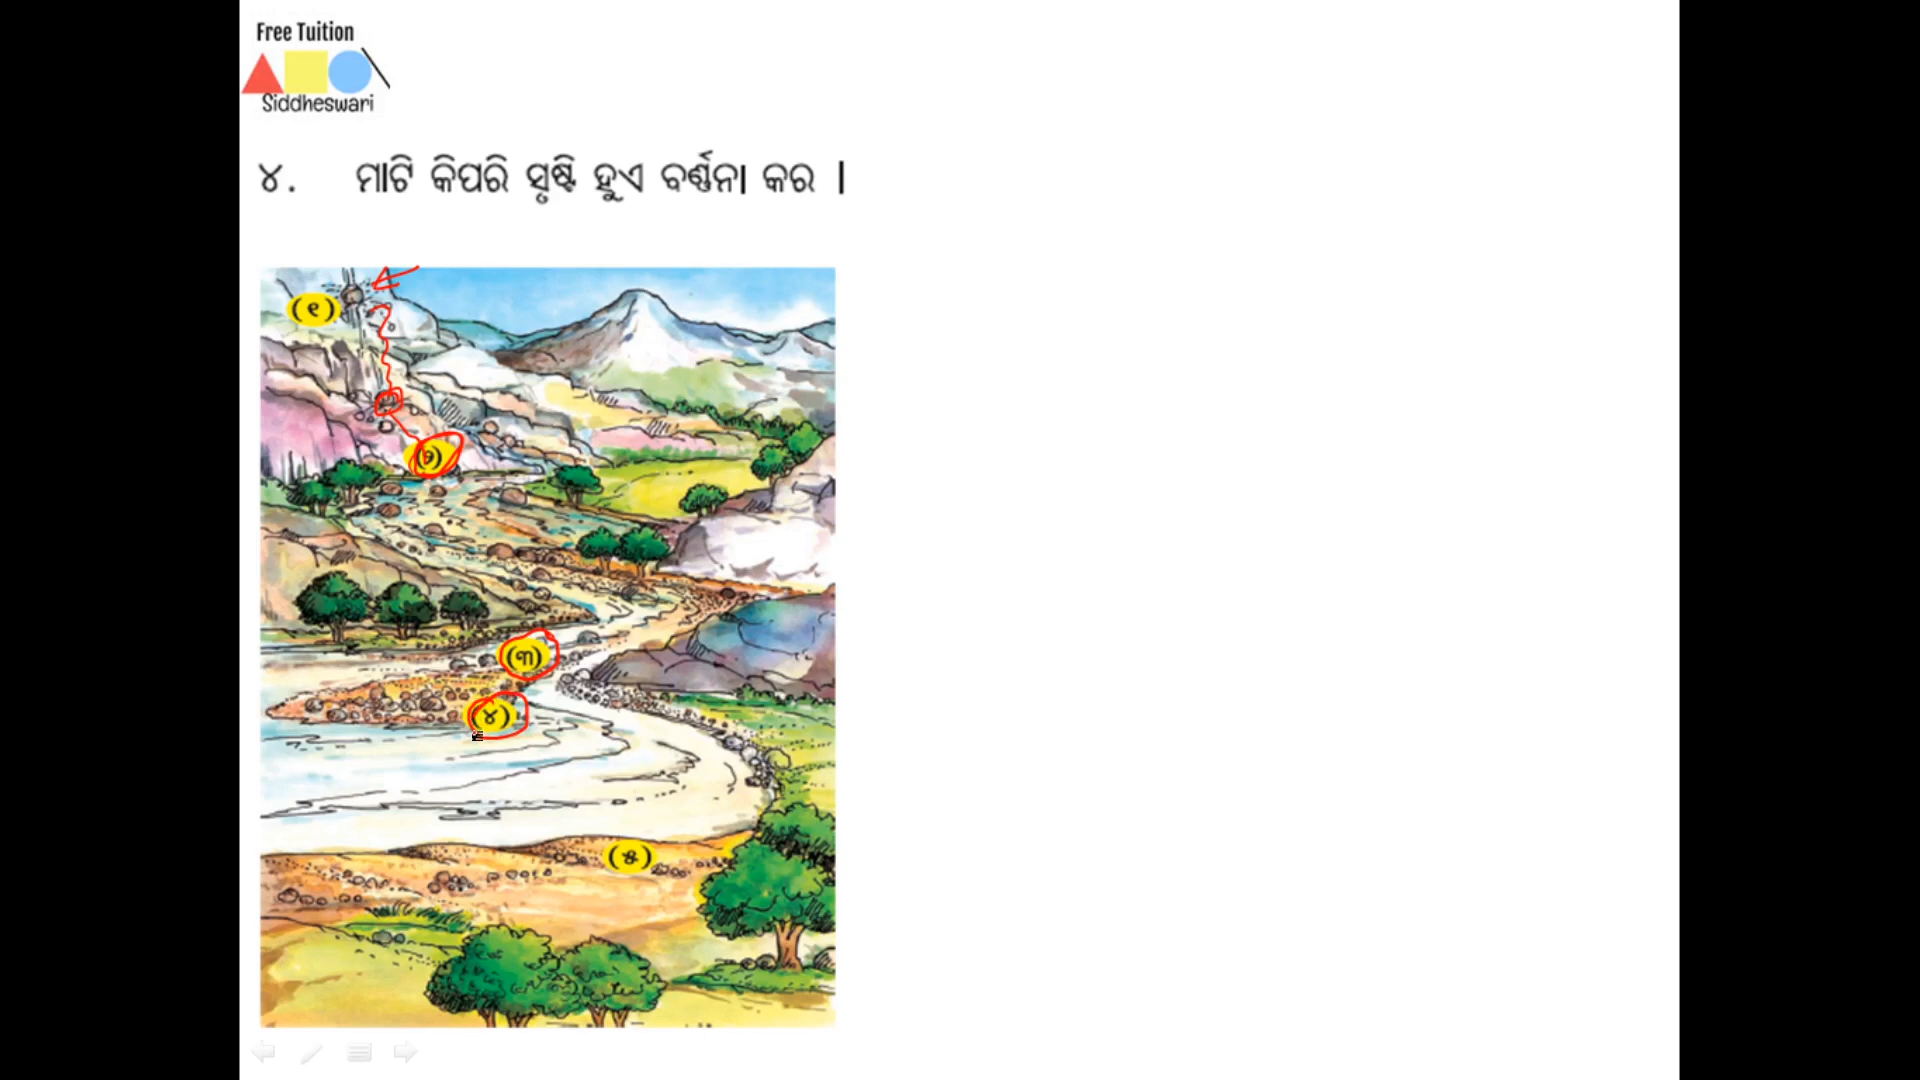 Free Tuition
Siddheswari
୪. ମାଟି କିପରି ସୃଷ୍ଟି ହୁଏ ବର୍ଣ୍ଣନା କର |
(୧)
(୨)
(୩)
(୪)
(୫)